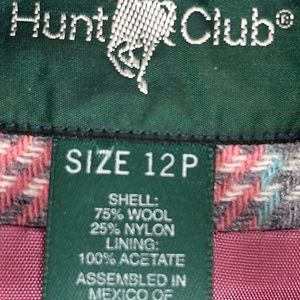 Hunt Club®
SIZE 12P
SHELL:
75% WOOL
25% NYLON
LINING:
100% ACETATE
ASSEMBLED IN
MEXICO OF